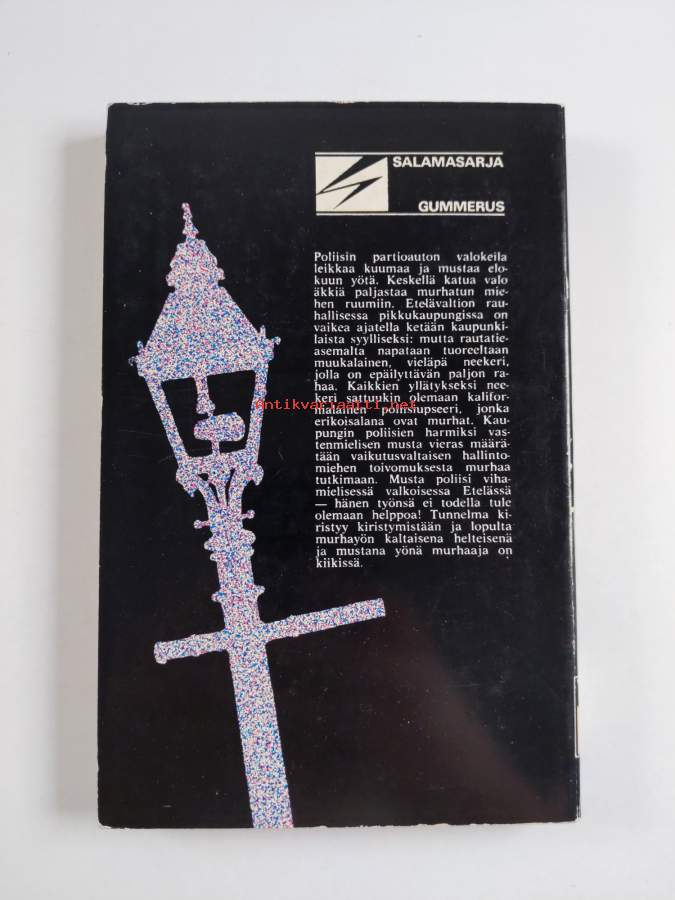 SALAMASARJA
GUMMERUS
Poliisin partioauton valokeila
leikkaa kuumaa ja mustaa elo-
kuun yötä. Keskellä katua valo
äkkiä paljastaa murhatun mie-
hen ruumiin. Etelävaltion rau-
hallisessa pikkukaupungissa on
vaikea ajatella ketään kaupunki-
laista syylliseksi: mutta rautatie-
asemalta napataan tuoreeltaan
muukalainen, vieläpä neekeri,
jolla on epäilyttävän paljon ra-
haa. Kaikkien yllätykseksi nee-
keri sattuukin olemaan kalifor-
nialainen poliisiupseeri, jonka
erikoisalana ovat murhat. Kau-
pungin poliisien harmiksi vas-
tenmielisen musta vieras määrä-
tään vaikutusvaltaisen hallinto-
miehen toivomuksesta murhaa
tutkimaan. Musta poliisi viha-
mielisessä valkoisessa Etelässä
— hänen työnsä ei todella tule
olemaan helppoa! Tunnelma ki-
ristyy kiristymistään ja lopulta
murhayön kaltaisena helteisenä
ja mustana yönä murhaaja on
kiikissä.
Antikvariaatti.net